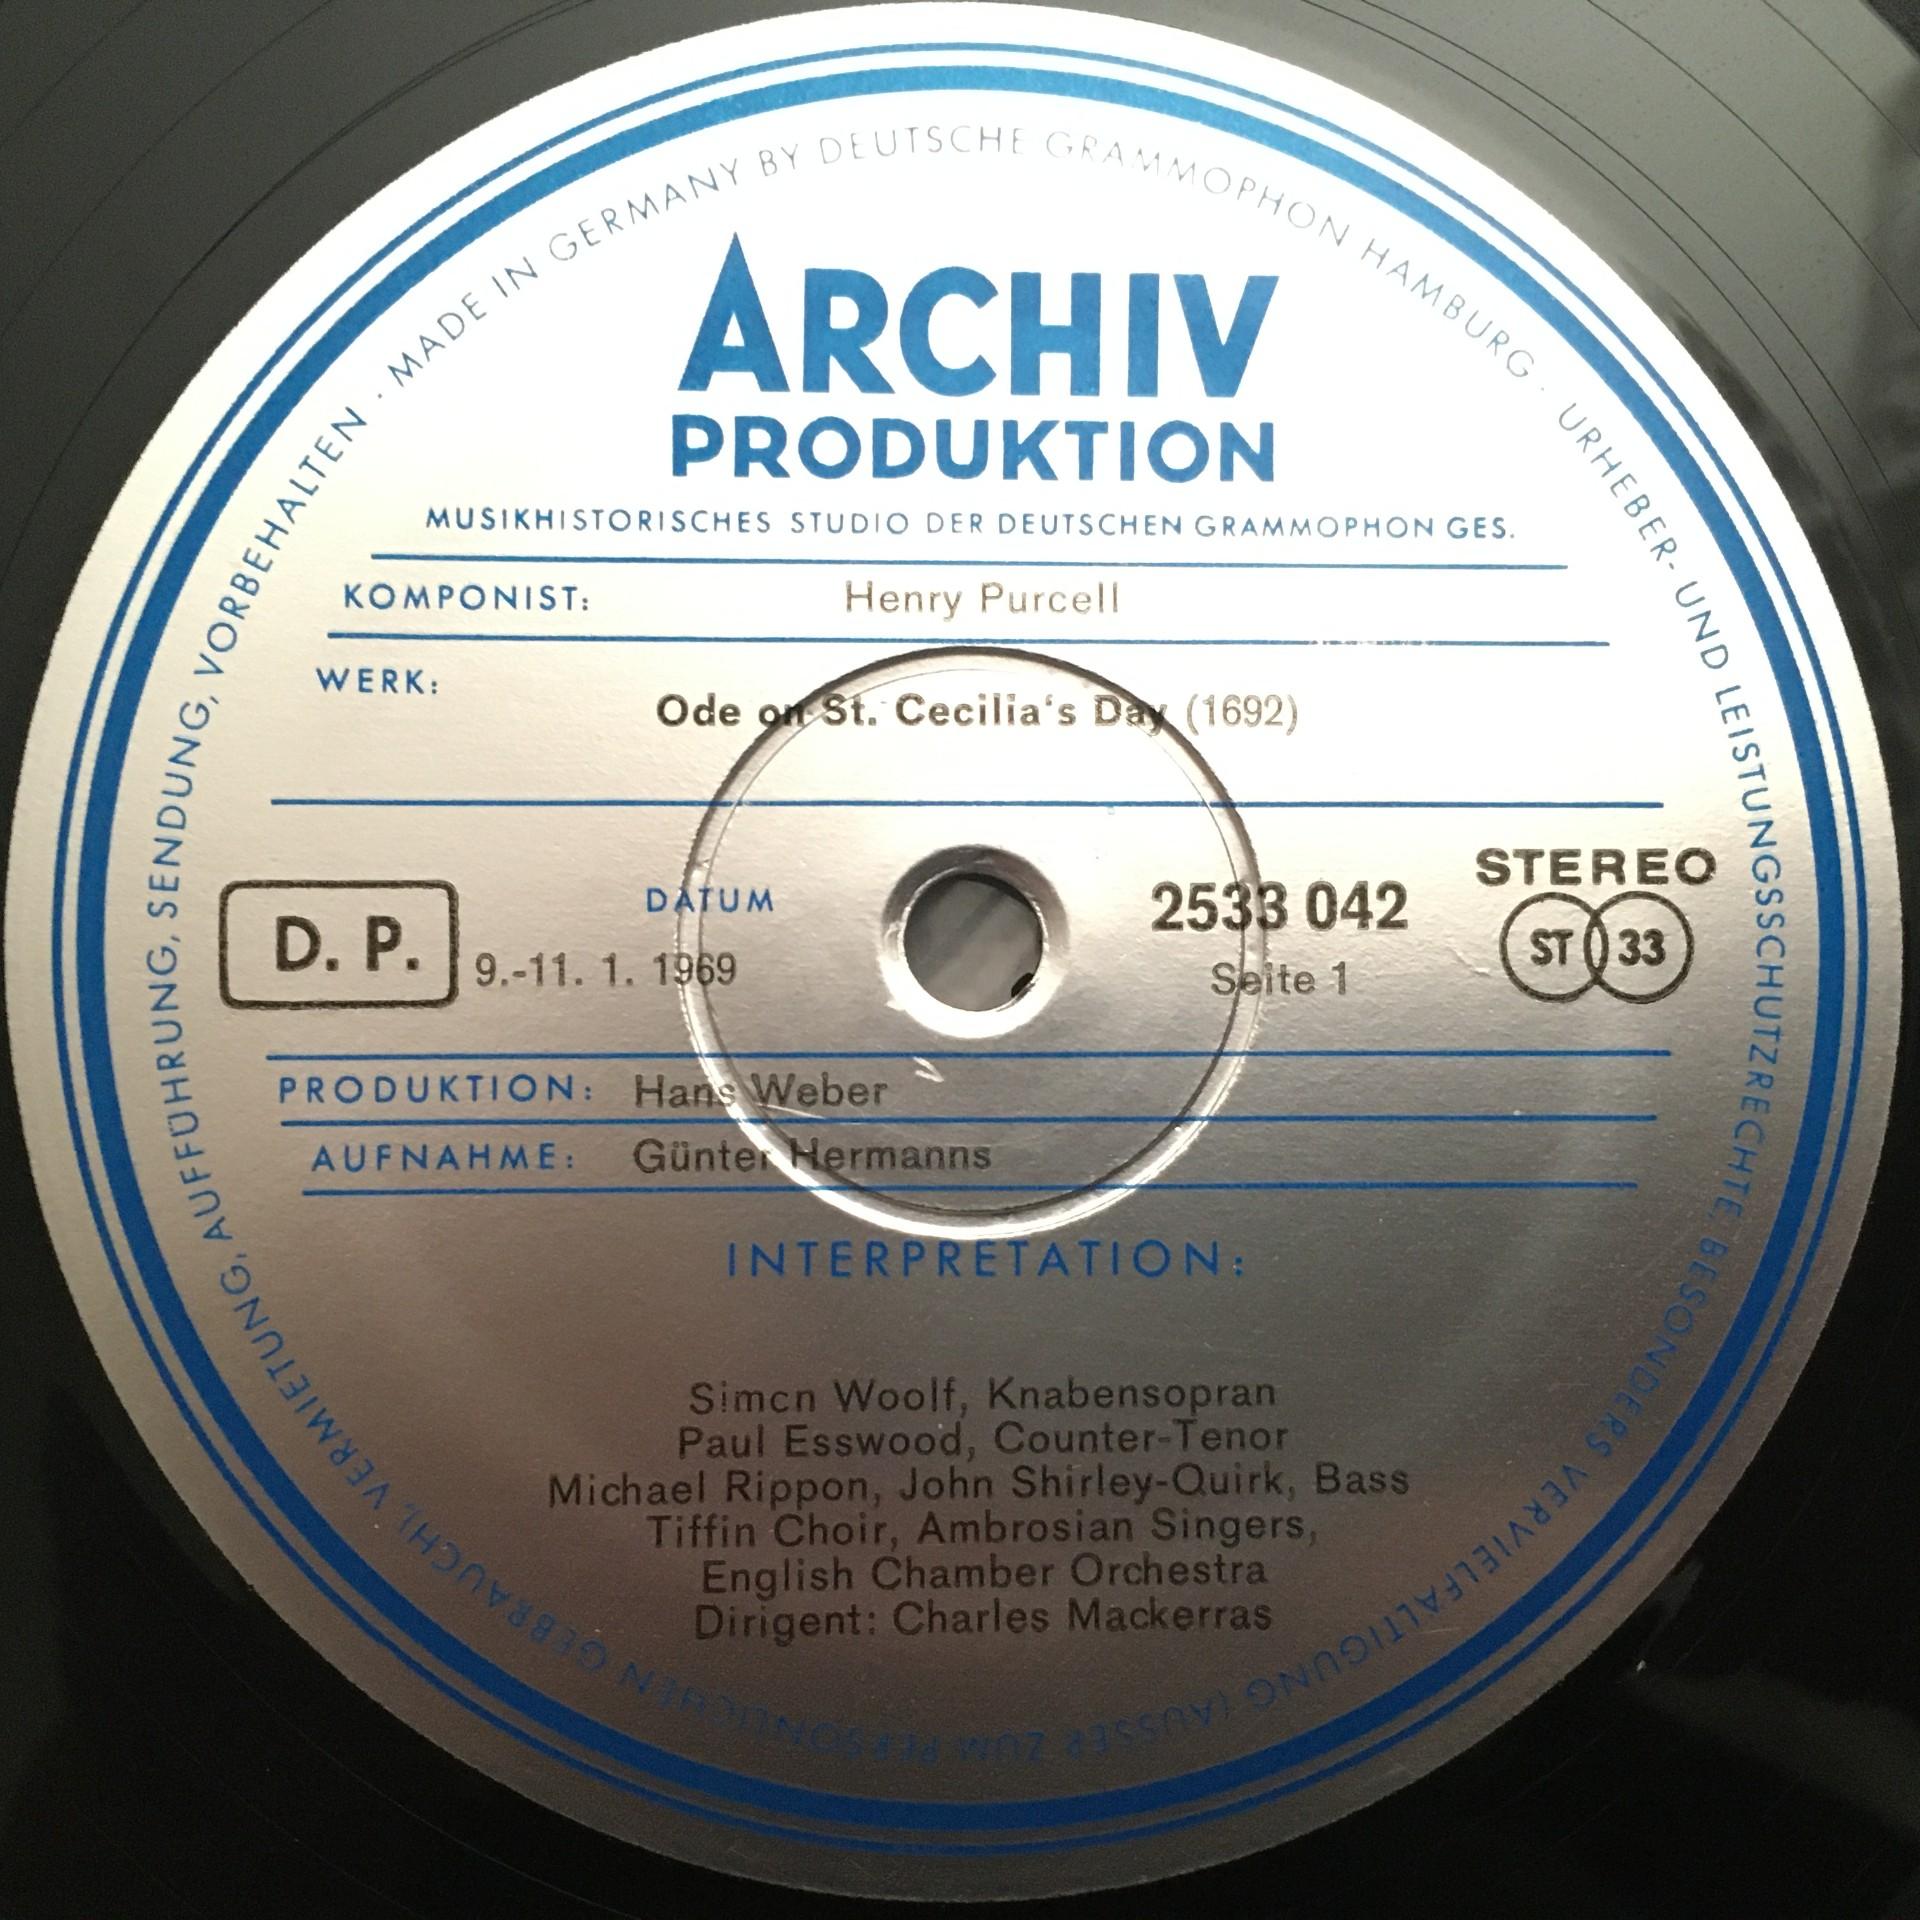 MADE IN GERMANY BY DEUTSCHE GRAMMOPHON HAMBURG · URHEBER- UND LEISTUNGSSCHUTZRECHTE, BESONDERS VERVIELFÄLTIGUNG (AUSSER ZUM PERSÖNLICHEN GEBRAUCH), VERMIETUNG, AUFFÜHRUNG, SENDUNG, VORBEHALTEN ·
ARCHIV
PRODUKTION
MUSIKHISTORISCHES STUDIO DER DEUTSCHEN GRAMMOPHON GES.
KOMPONIST: Henry Purcell
WERK:
Ode on St. Cecilia's Day (1692)
D. P.
DATUM
9.-11. 1. 1969
2533 042
Seite 1
STEREO
ST 33
PRODUKTION: Hans Weber
AUFNAHME: Günter Hermanns
INTERPRETATION:
Simon Woolf, Knabensopran
Paul Esswood, Counter-Tenor
Michael Rippon, John Shirley-Quirk, Bass
Tiffin Choir, Ambrosian Singers,
English Chamber Orchestra
Dirigent: Charles Mackerras